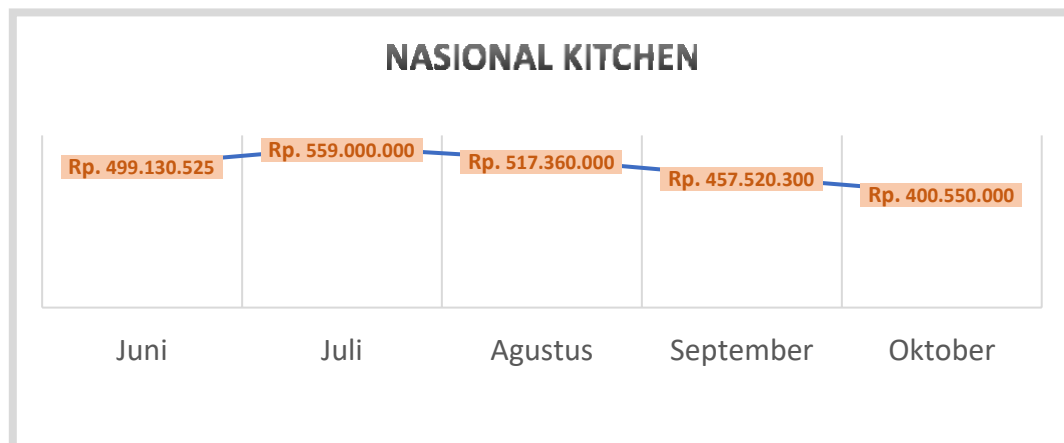 NASIONAL KITCHEN
Rp. 499.130.525
Rp. 559.000.000
Rp. 517.360.000
Rp. 457.520.300
Rp. 400.550.000
Juni
Juli
Agustus
September
Oktober